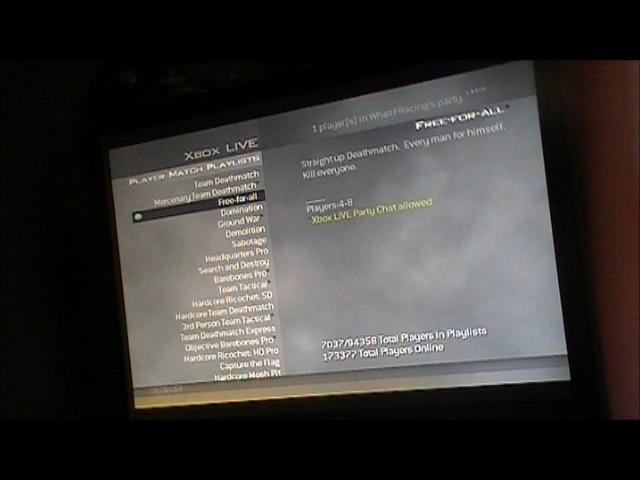 1 player(s) in WhatIFRacing's party.
XBOX LIVE
PLAYER MATCH PLAYLISTS
FREE-FOR-ALL
Team Deathmatch
Mercenary Team Deathmatch
Free-for-all
Domination
Ground War
Demolition
Sabotage
Headquarters Pro
Search and Destroy
Barebones Pro
Team Tactical
Hardcore Ricochet: SD
Hardcore Team Deathmatch
3rd Person Team Tactical
Team Deathmatch Express
Objective Barebones Pro
Hardcore Ricochet: HQ Pro
Capture the Flag
Hardcore Mosh Pit
Straight up Deathmatch. Every man for himself.
Kill everyone.
Players:4-8
Xbox LIVE Party Chat allowed
7037/94358 Total Players in Playlists
173377 Total Players Online